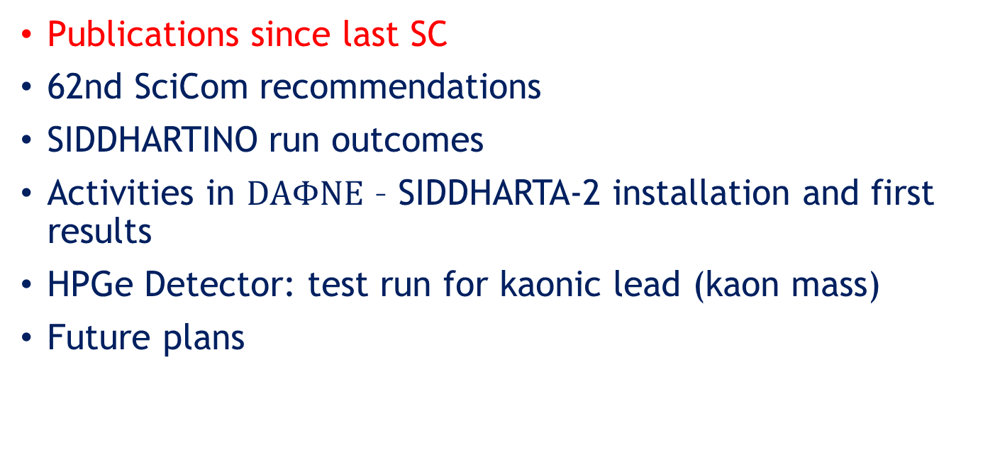 • Publications since last SC
• 62nd SciCom recommendations
• SIDDHARTINO run outcomes
• Activities in DAΦNE – SIDDHARTA-2 installation and first
results
• HPGe Detector: test run for kaonic lead (kaon mass)
• Future plans